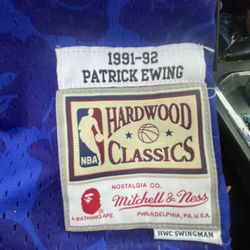 1991-92
PATRICK EWING
NBA
HARDWOOD
CLASSICS
NOSTALGIA CO.
Mitchell & Ness
A BATHING APE®
PHILADELPHIA, PA U.S.
HWC SWINGMAN